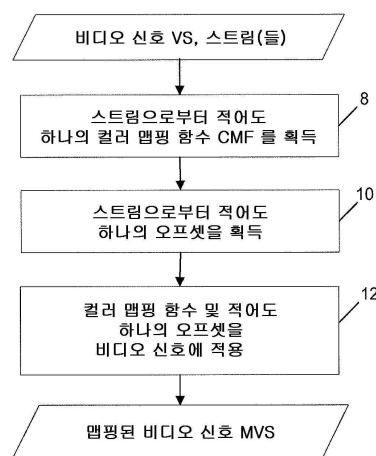 비디오 신호 VS, 스트림(들)
스트림으로부터 적어도
하나의 컬러 맵핑 함수 CMF 를 획득
8
스트림으로부터 적어도
하나의 오프셋을 획득
10
컬러 맵핑 함수 및 적어도
하나의 오프셋을
비디오 신호에 적용
12
맵핑된 비디오 신호 MVS